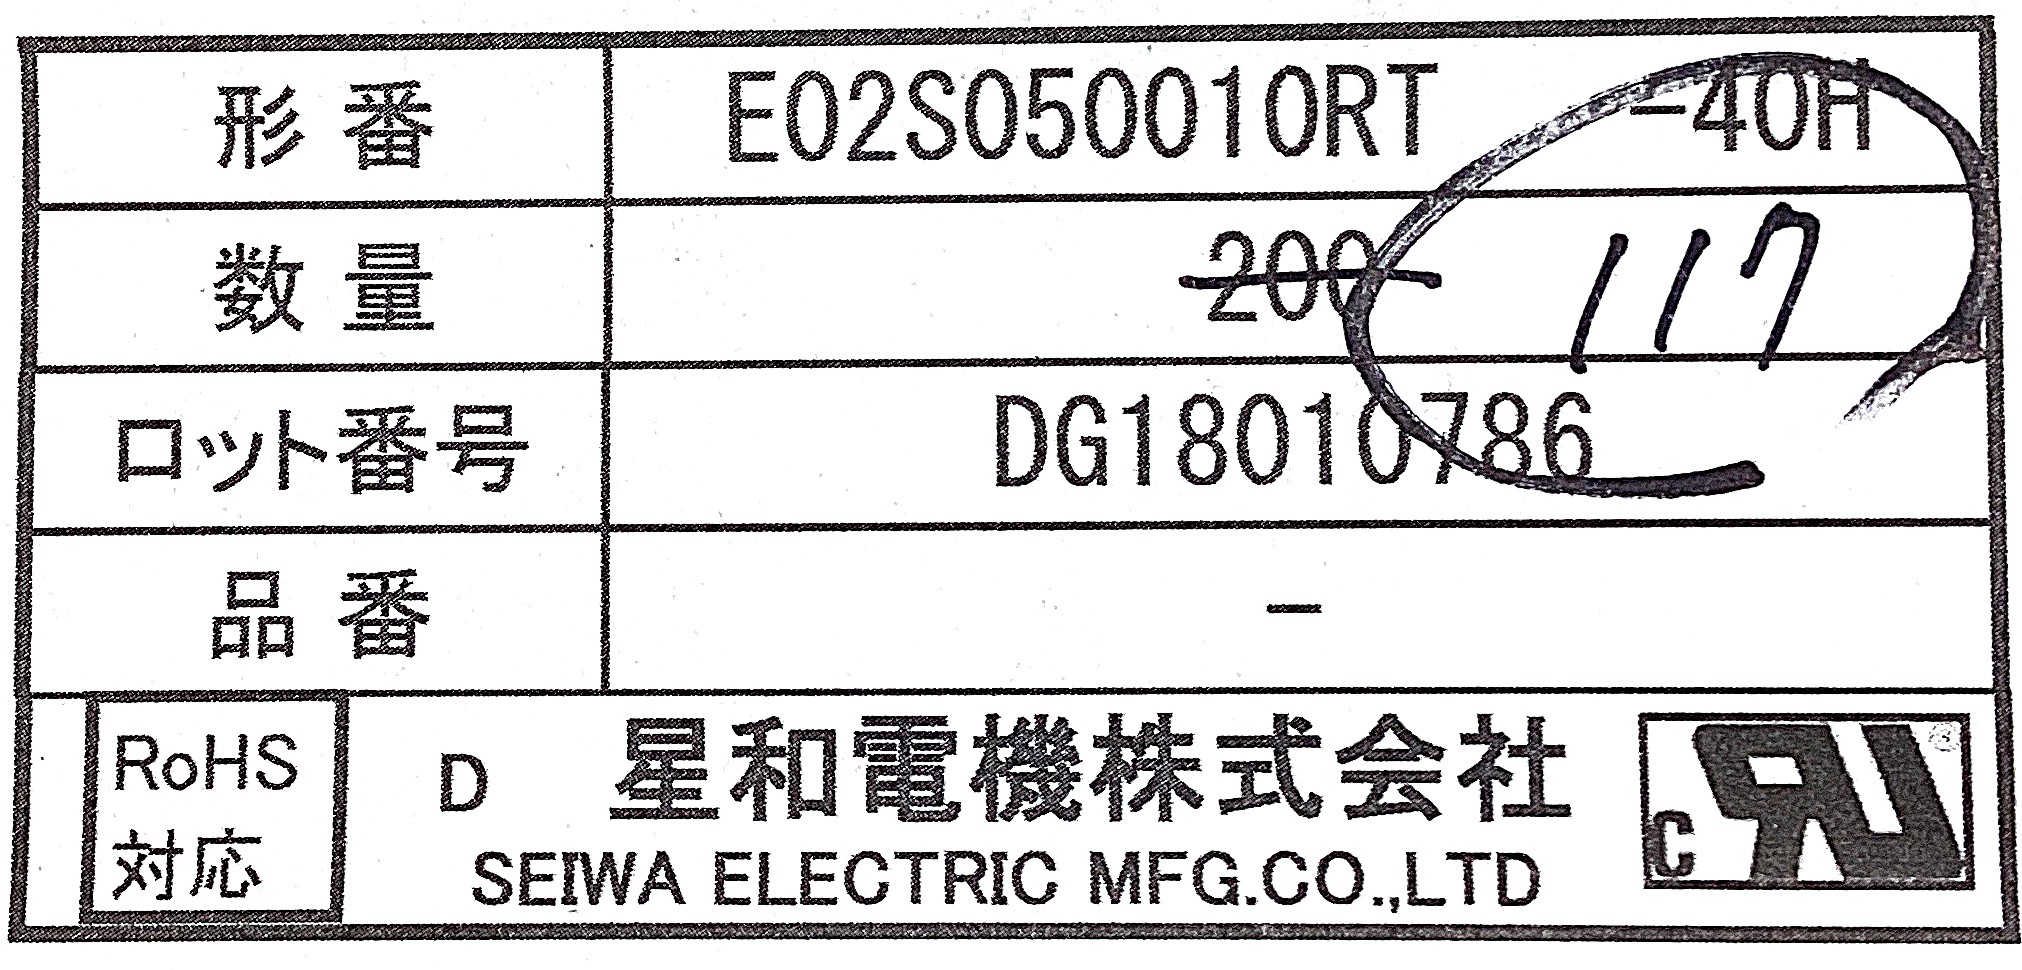 形番 E02S050010RT -40H
数量 200 117
ロット番号 DG18010786
品番 -
RoHS
対応
D 星和電機株式会社
SEIWA ELECTRIC MFG.CO.,LTD
c RU